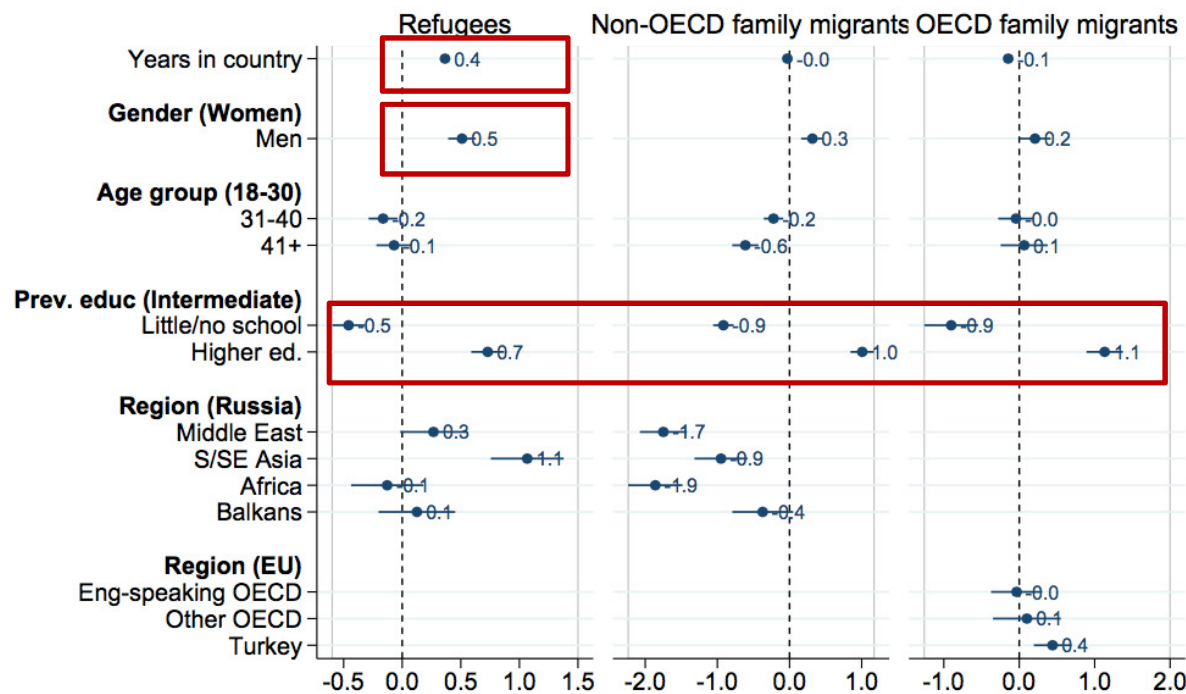 Refugees Non-OECD family migrants OECD family migrants
Years in country 0.4 -0.0 -0.1
Gender (Women)
Men 0.5 0.3 0.2
Age group (18-30)
31-40 -0.2 -0.2 -0.0
41+ -0.1 -0.6 0.1
Prev. educ (Intermediate)
Little/no school -0.5 -0.9 -0.9
Higher ed. 0.7 1.0 1.1
Region (Russia)
Middle East 0.3 -1.7
S/SE Asia 1.1 -0.9
Africa -0.1 -1.9
Balkans 0.1 -0.4
Region (EU)
Eng-speaking OECD -0.0
Other OECD 0.1
Turkey 0.4
-0.5 0.0 0.5 1.0 1.5 -2.0 -1.0 0.0 1.0 -1.0 0.0 1.0 2.0